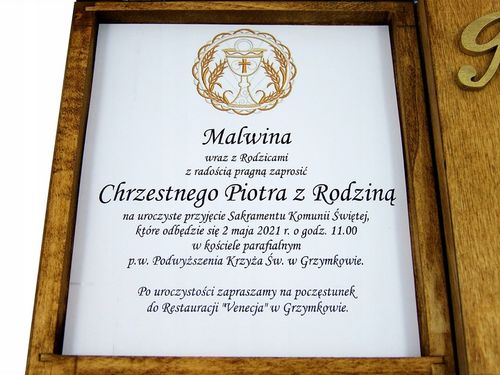 Malwina
wraz z Rodzicami
z radością pragną zaprosić
Chrzestnego Piotra z Rodziną
na uroczyste przyjęcie Sakramentu Komunii Świętej,
które odbędzie się 2 maja 2021 r. o godz. 11.00
w kościele parafialnym
p.w. Podwyższenia Krzyża Św. w Grzymkowie.
Po uroczystości zapraszamy na poczęstunek
do Restauracji "Venecja" w Grzymkowie.